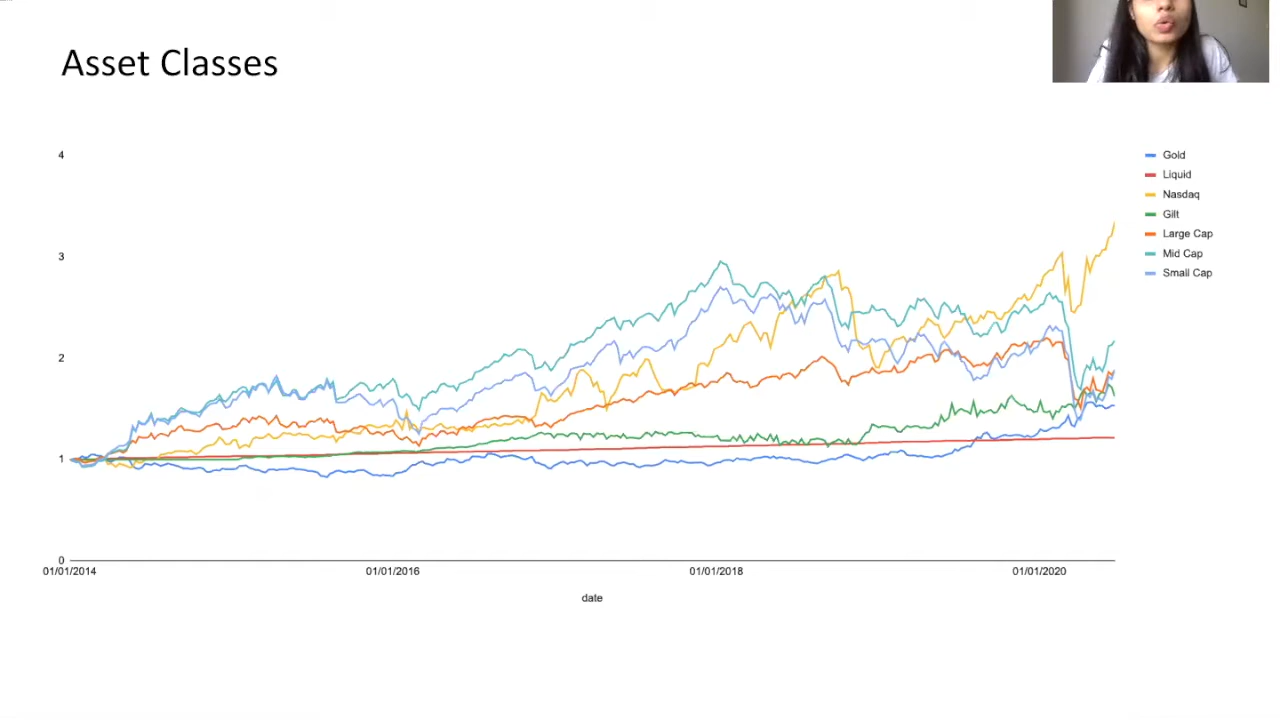 Asset Classes
4
3
2
1
0
01/01/2014
01/01/2016
01/01/2018
01/01/2020
date
Gold
Liquid
Nasdaq
Gilt
Large Cap
Mid Cap
Small Cap